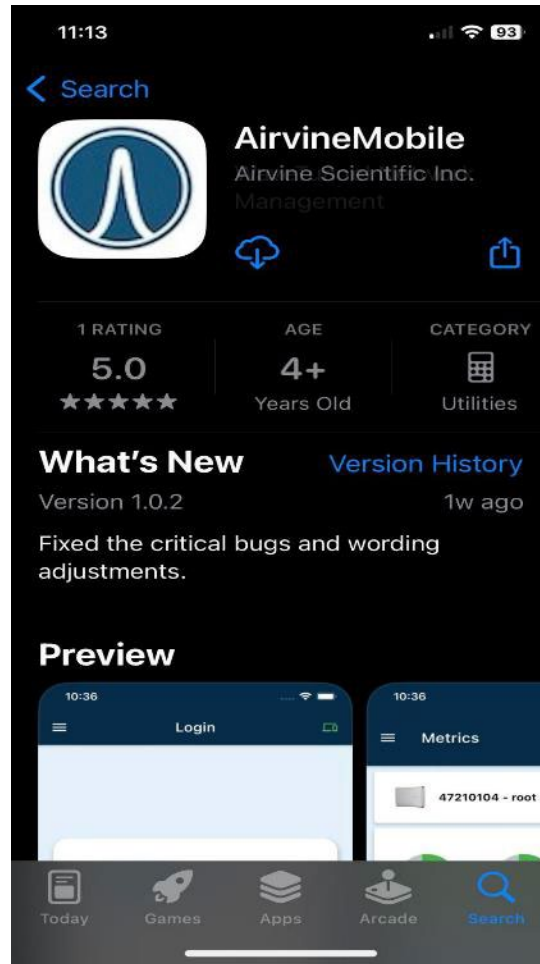 11:13
93
Search
AirvineMobile
Airvine Scientific Inc.
Management
1 RATING
AGE
CATEGORY
5.0
4+
Years Old
Utilities
What's New
Version History
Version 1.0.2
1w ago
Fixed the critical bugs and wording
adjustments.
Preview
10:36
Login
10:36
Metrics
47210104 - root
Today
Games
Apps
Arcade
Search